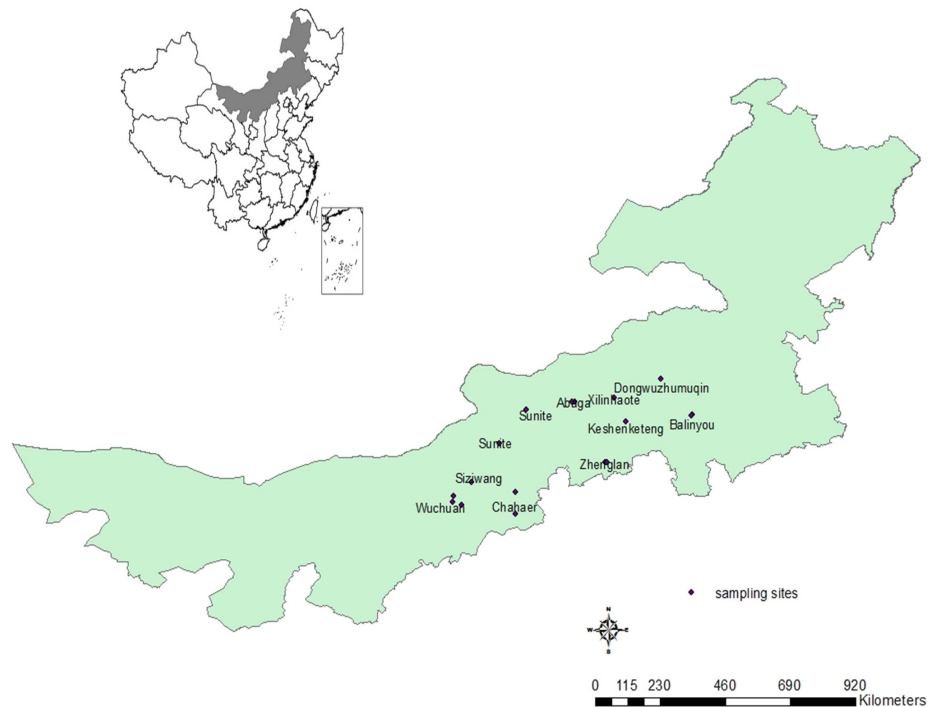 Dongwuzhumuqin
Xilinhaote
Abaga
Sunite
Balinyou
Keshenketeng
Sunite
Zhenglan
Siziwang
Wuchuan
Chahaer
sampling sites
N
W E
S
0 115 230 460 690 920
Kilometers